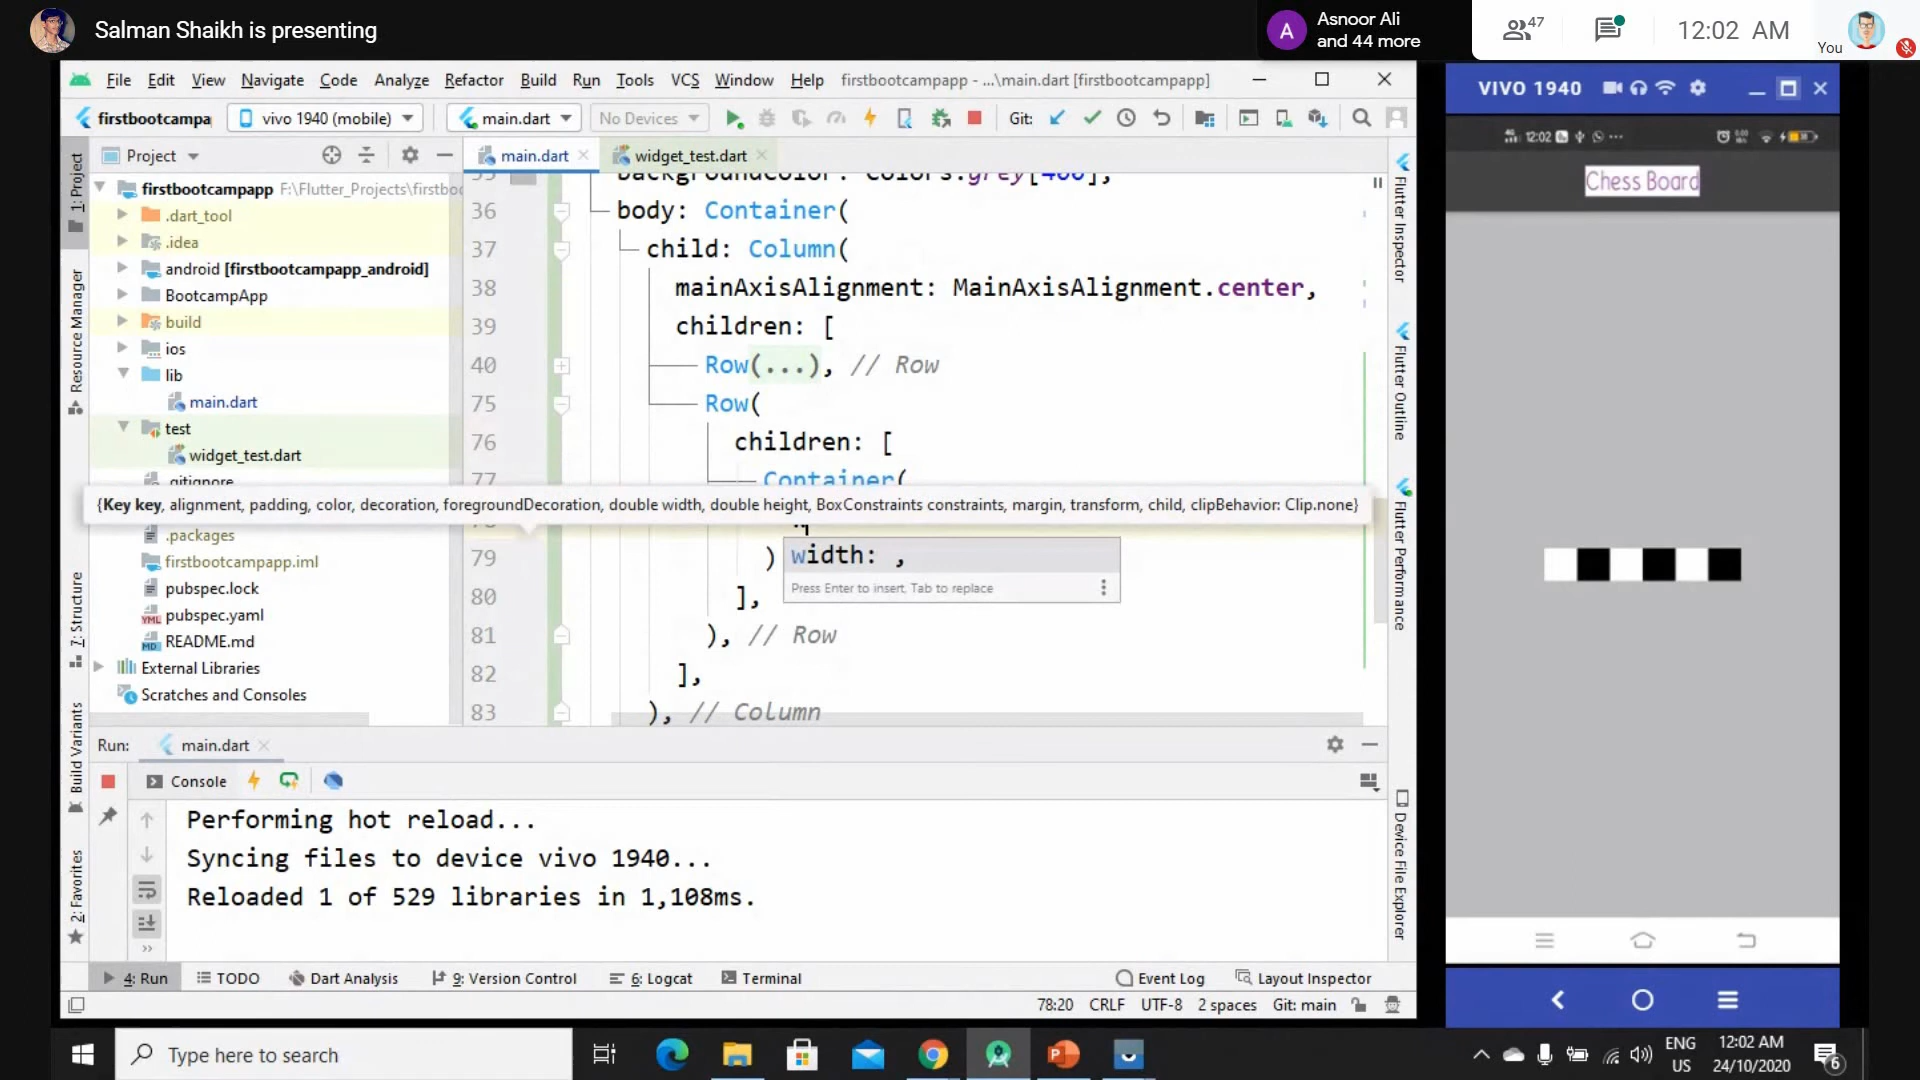 Salman Shaikh is presenting
A
Asnoor Ali
and 44 more
47
12:02 AM
You
File Edit View Navigate Code Analyze Refactor Build Run Tools VCS Window Help firstbootcampapp - ...\main.dart [firstbootcampapp]
firstbootcampa vivo 1940 (mobile) main.dart No Devices Git:
Project
main.dart
widget_test.dart
1: Project
Resource Manager
7: Structure
Build Variants
2: Favorites
firstbootcampapp F:\Flutter_Projects\firstboo
.dart_tool
.idea
android [firstbootcampapp_android]
BootcampApp
build
ios
lib
main.dart
test
widget_test.dart
.gitignore
.packages
firstbootcampapp.iml
pubspec.lock
pubspec.yaml
README.md
External Libraries
Scratches and Consoles
backgroundColor: Colors.grey[400],
36 body: Container(
37 child: Column(
38 mainAxisAlignment: MainAxisAlignment.center,
39 children: [
40 Row(...), // Row
75 Row(
76 children: [
77 Container(
{Key key, alignment, padding, color, decoration, foregroundDecoration, double width, double height, BoxConstraints constraints, margin, transform, child, clipBehavior: Clip.none}
79 )
width: ,
Press Enter to insert, Tab to replace
80 ],
81 ), // Row
82 ],
83 ), // Column
Flutter Inspector
Flutter Outline
Flutter Performance
Device File Explorer
Run: main.dart
Console
Performing hot reload...
Syncing files to device vivo 1940...
Reloaded 1 of 529 libraries in 1,108ms.
4: Run TODO Dart Analysis 9: Version Control 6: Logcat Terminal Event Log Layout Inspector
78:20 CRLF UTF-8 2 spaces Git: main
VIVO 1940
12:02
Chess Board
Type here to search
ENG
US
12:02 AM
24/10/2020
6